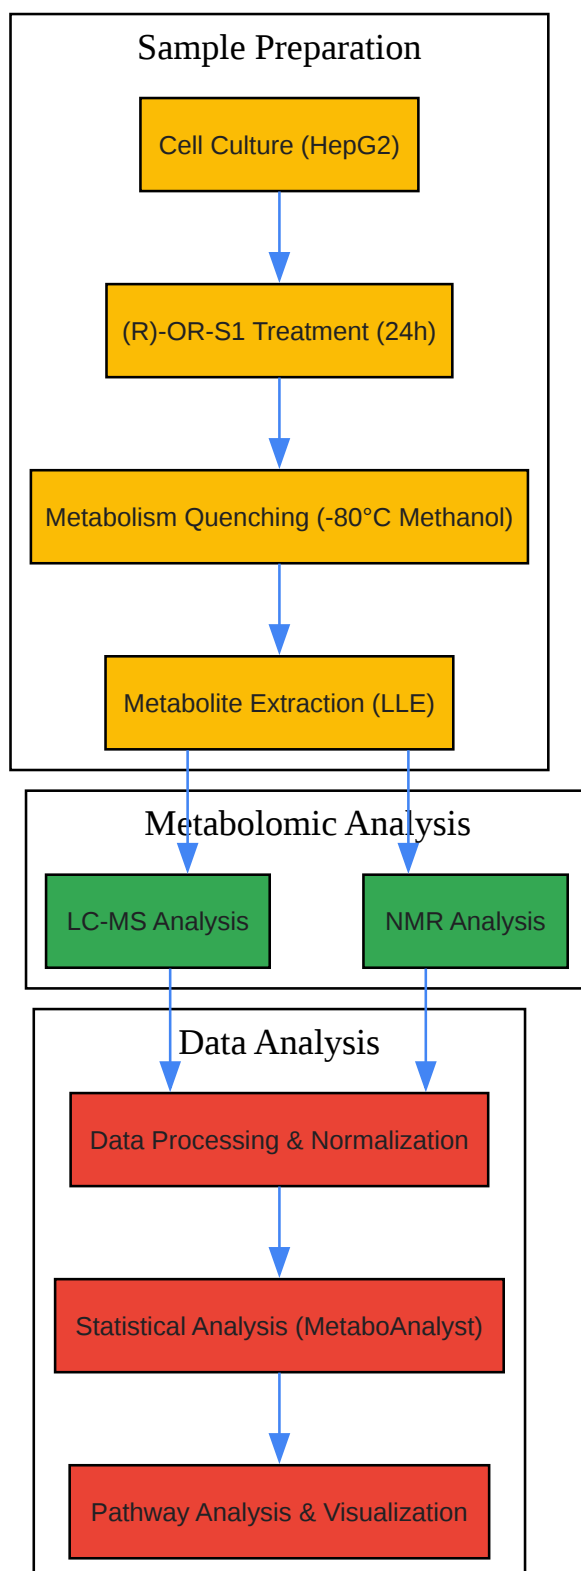 Sample Preparation
Cell Culture (HepG2)
(R)-OR-S1 Treatment (24h)
Metabolism Quenching (-80°C Methanol)
Metabolite Extraction (LLE)
Metabolomic Analysis
LC-MS Analysis
NMR Analysis
Data Analysis
Data Processing & Normalization
Statistical Analysis (MetaboAnalyst)
Pathway Analysis & Visualization